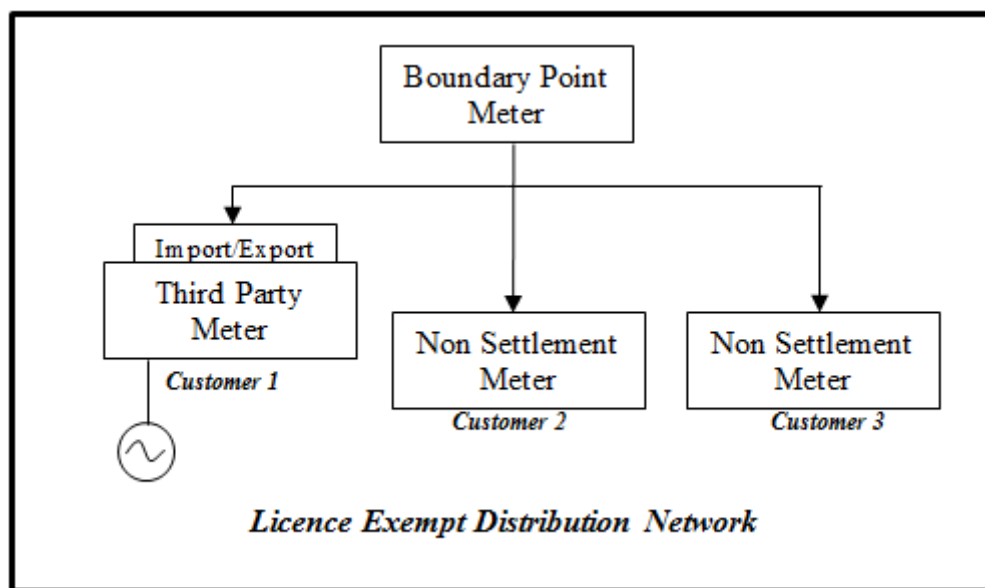 Boundary Point
Meter
Import/Export
Third Party
Meter
Customer 1
Non Settlement
Meter
Customer 2
Non Settlement
Meter
Customer 3
Licence Exempt Distribution Network